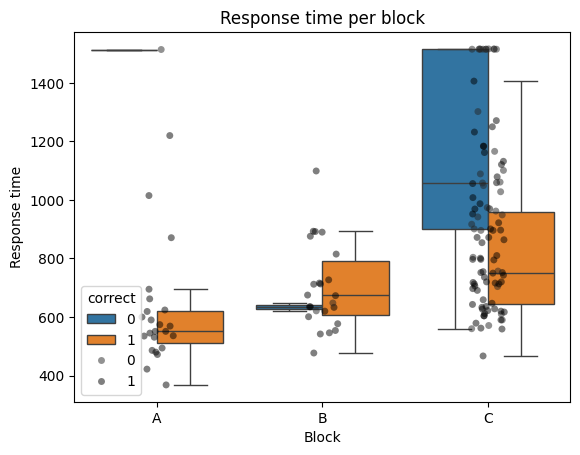 Response time per block
Response time
1400
1200
1000
800
600
400
correct
0
1
0
1
A
B
C
Block